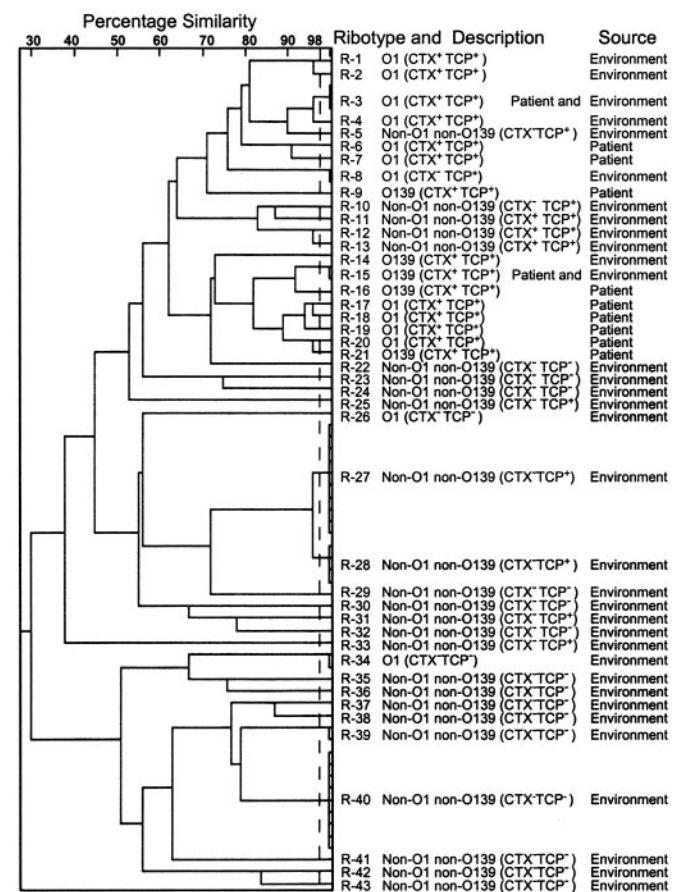 Percentage Similarity
30 40 50 60 70 80 90 98 Ribotype and Description Source
R-1 O1 (CTX⁺ TCP⁺ ) Environment
R-2 O1 (CTX⁺ TCP⁺ ) Environment
R-3 O1 (CTX⁺ TCP⁺) Patient and Environment
R-4 O1 (CTX⁺ TCP⁺) Environment
R-5 Non-O1 non-O139 (CTX⁻TCP⁺ ) Environment
R-6 O1 (CTX⁺ TCP⁺) Patient
R-7 O1 (CTX⁺ TCP⁺) Patient
R-8 O1 (CTX⁻ TCP⁺) Environment
R-9 O139 (CTX⁺ TCP⁺) Patient
R-10 Non-O1 non-O139 (CTX⁻ TCP⁺) Environment
R-11 Non-O1 non-O139 (CTX⁺ TCP⁺) Environment
R-12 Non-O1 non-O139 (CTX⁺ TCP⁺) Environment
R-13 Non-O1 non-O139 (CTX⁺ TCP⁺) Environment
R-14 O139 (CTX⁺ TCP⁺) Environment
R-15 O139 (CTX⁺ TCP⁺) Patient and Environment
R-16 O139 (CTX⁺ TCP⁺) Patient
R-17 O1 (CTX⁺ TCP⁺) Patient
R-18 O1 (CTX⁺ TCP⁺) Patient
R-19 O1 (CTX⁺ TCP⁺) Patient
R-20 O1 (CTX⁺ TCP⁺) Patient
R-21 O139 (CTX⁺ TCP⁺) Patient
R-22 Non-O1 non-O139 (CTX⁻ TCP⁻) Environment
R-23 Non-O1 non-O139 (CTX⁻ TCP⁻) Environment
R-24 Non-O1 non-O139 (CTX⁻ TCP⁻) Environment
R-25 Non-O1 non-O139 (CTX⁻ TCP⁺) Environment
R-26 O1 (CTX⁻ TCP⁻) Environment
R-27 Non-O1 non-O139 (CTX⁻TCP⁺) Environment
R-28 Non-O1 non-O139 (CTX⁻TCP⁺ ) Environment
R-29 Non-O1 non-O139 (CTX⁻ TCP⁻) Environment
R-30 Non-O1 non-O139 (CTX⁻ TCP⁻) Environment
R-31 Non-O1 non-O139 (CTX⁻ TCP⁺) Environment
R-32 Non-O1 non-O139 (CTX⁻ TCP⁻) Environment
R-33 Non-O1 non-O139 (CTX⁻ TCP⁺) Environment
R-34 O1 (CTX⁻TCP⁻) Environment
R-35 Non-O1 non-O139 (CTX⁻TCP⁻ ) Environment
R-36 Non-O1 non-O139 (CTX⁻TCP⁻ ) Environment
R-37 Non-O1 non-O139 (CTX⁻TCP⁻ ) Environment
R-38 Non-O1 non-O139 (CTX⁻TCP⁻ ) Environment
R-39 Non-O1 non-O139 (CTX⁻TCP⁻ ) Environment
R-40 Non-O1 non-O139 (CTX⁻TCP⁻ ) Environment
R-41 Non-O1 non-O139 (CTX⁻TCP⁻ ) Environment
R-42 Non-O1 non-O139 (CTX⁻TCP⁻ ) Environment
R-43 Non-O1 non-O139 (CTX⁻TCP⁻ ) Environment